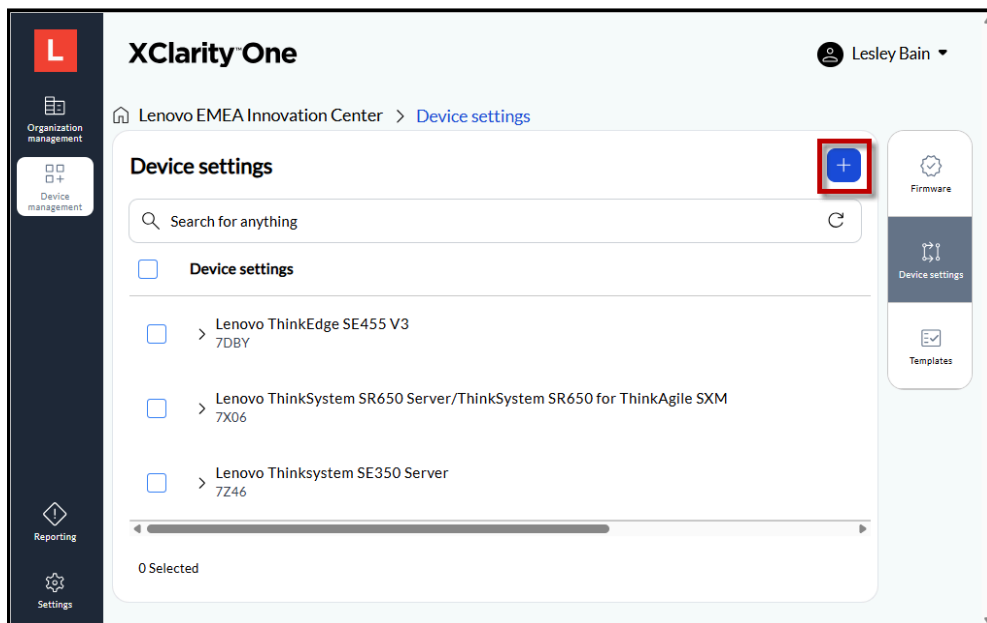 L
XClarity™One
Lesley Bain
Organization
management
Lenovo EMEA Innovation Center > Device settings
Device settings
Firmware
Device
management
Search for anything
Device settings
Device settings
Lenovo ThinkEdge SE455 V3
7DBY
Templates
Lenovo ThinkSystem SR650 Server/ThinkSystem SR650 for ThinkAgile SXM
7X06
Lenovo Thinksystem SE350 Server
7Z46
Reporting
0 Selected
Settings